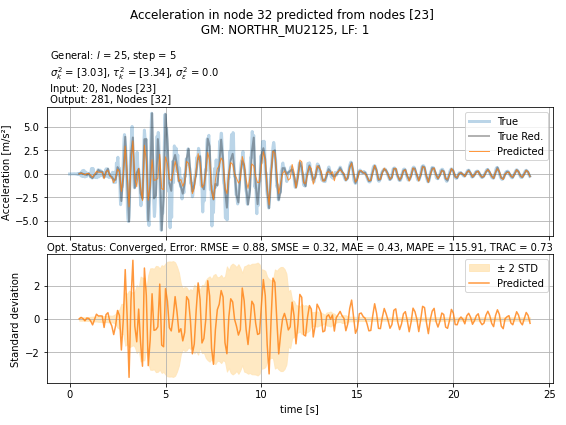 Acceleration in node 32 predicted from nodes [23]
GM: NORTHR_MU2125, LF: 1
General: l = 25, step = 5
σ²ₖ = [3.03], τ²ₖ = [3.34], σ²ε = 0.0
Input: 20, Nodes [23]
Output: 281, Nodes [32]
Acceleration [m/s²]
5.0
2.5
0.0
−2.5
−5.0
True
True Red.
Predicted
Opt. Status: Converged, Error: RMSE = 0.88, SMSE = 0.32, MAE = 0.43, MAPE = 115.91, TRAC = 0.73
Standard deviation
2
0
−2
± 2 STD
Predicted
0 5 10 15 20 25
time [s]